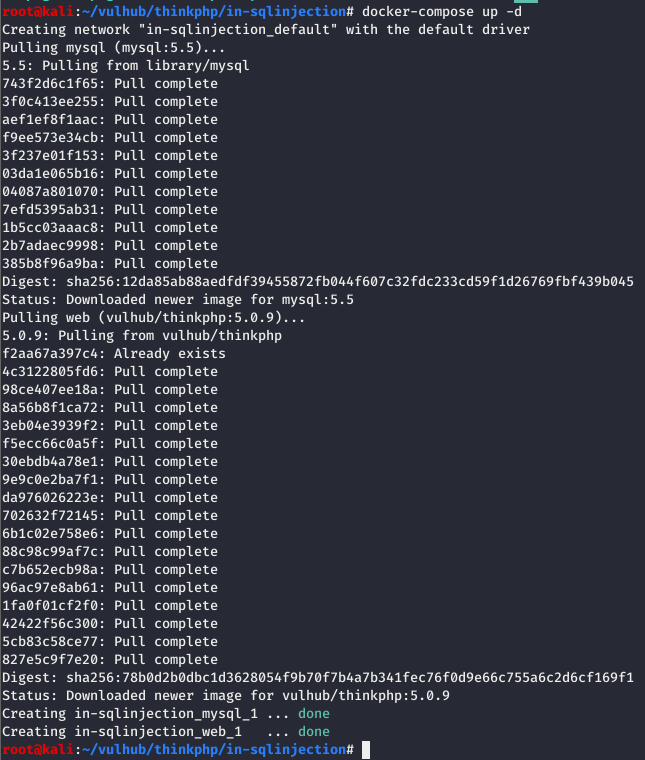 root@kali:~/vulhub/thinkphp/in-sqlinjection# docker-compose up -d
Creating network "in-sqlinjection_default" with the default driver
Pulling mysql (mysql:5.5)...
5.5: Pulling from library/mysql
743f2d6c1f65: Pull complete
3f0c413ee255: Pull complete
aef1ef8f1aac: Pull complete
f9ee573e34cb: Pull complete
3f237e01f153: Pull complete
03da1e065b16: Pull complete
04087a801070: Pull complete
7efd5395ab31: Pull complete
1b5cc03aaac8: Pull complete
2b7adaec9998: Pull complete
385b8f96a9ba: Pull complete
Digest: sha256:12da85ab88aedfdf39455872fb044f607c32fdc233cd59f1d26769fbf439b045
Status: Downloaded newer image for mysql:5.5
Pulling web (vulhub/thinkphp:5.0.9)...
5.0.9: Pulling from vulhub/thinkphp
f2aa67a397c4: Already exists
4c3122805fd6: Pull complete
98ce407ee18a: Pull complete
8a56b8f1ca72: Pull complete
3eb04e3939f2: Pull complete
f5ecc66c0a5f: Pull complete
30ebdb4a78e1: Pull complete
9e9c0e2ba7f1: Pull complete
da976026223e: Pull complete
702632f72145: Pull complete
6b1c02e758e6: Pull complete
88c98c99af7c: Pull complete
c7b652ecb98a: Pull complete
96ac97e8ab61: Pull complete
1fa0f01cf2f0: Pull complete
42422f56c300: Pull complete
5cb83c58ce77: Pull complete
827e5c9f7e20: Pull complete
Digest: sha256:78b0d2b0dbc1d3628054f9b70f7b4a7b341fec76f0d9e66c755a6c2d6cf169f1
Status: Downloaded newer image for vulhub/thinkphp:5.0.9
Creating in-sqlinjection_mysql_1 ... done
Creating in-sqlinjection_web_1   ... done
root@kali:~/vulhub/thinkphp/in-sqlinjection#